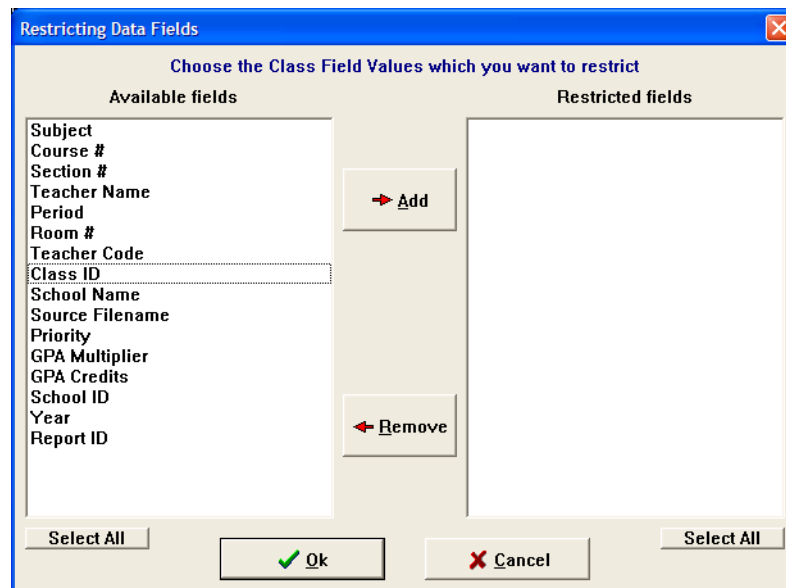 Restricting Data Fields
Choose the Class Field Values which you want to restrict
Available fields
Restricted fields
Subject
Course #
Section #
Teacher Name
Period
Room #
Teacher Code
Class ID
School Name
Source Filename
Priority
GPA Multiplier
GPA Credits
School ID
Year
Report ID
Add
Remove
Select All
Select All
Ok
Cancel